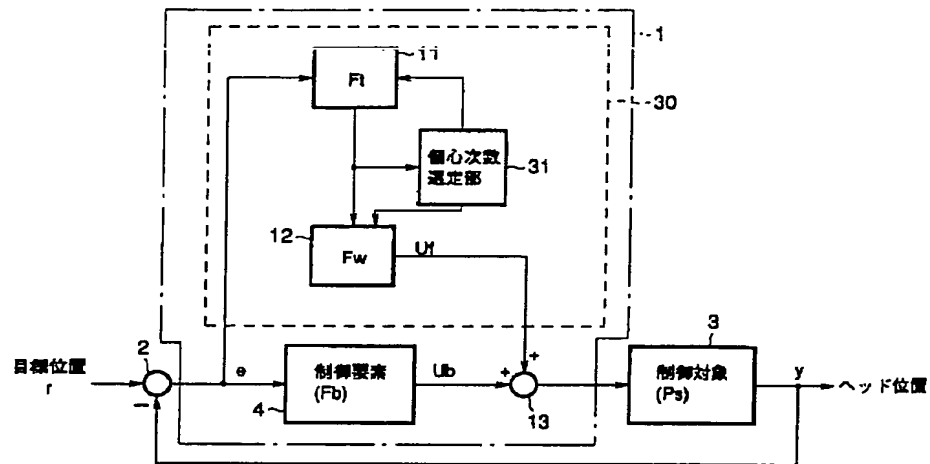 11
1
Ft
30
偏心次数
選定部
31
12
Fw
Uf
3
目標位置
r
2
−
e
制御要素
(Fb)
4
Ub
+
+
13
制御対象
(Ps)
y
ヘッド位置